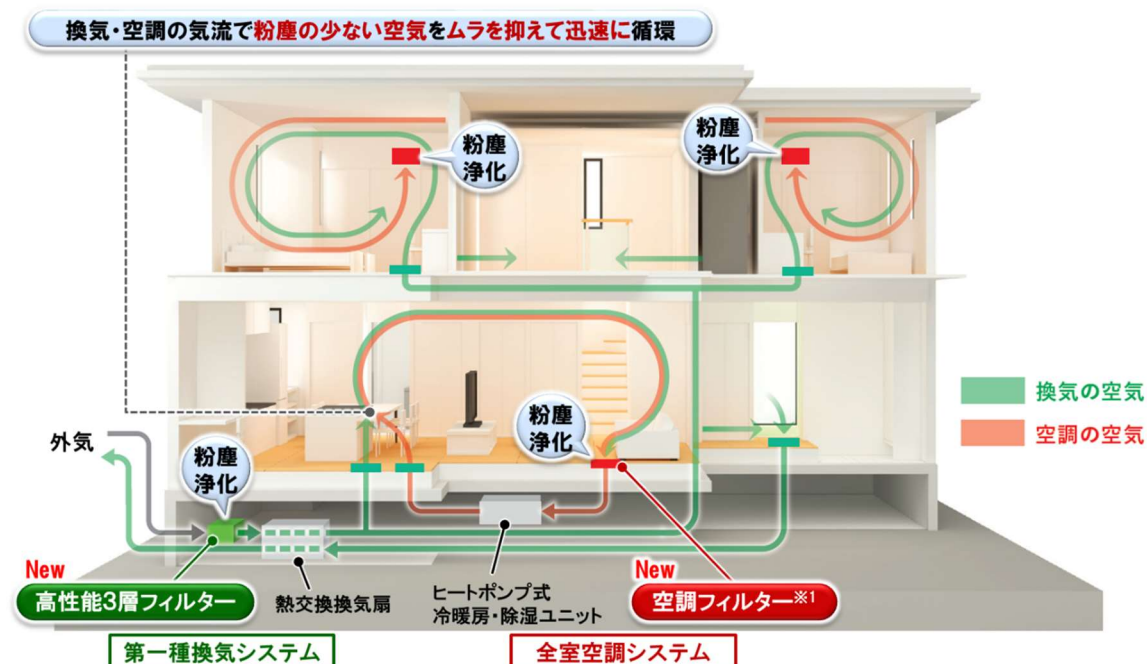 換気・空調の気流で粉塵の少ない空気をムラを抑えて迅速に循環
粉塵
浄化
粉塵
浄化
換気の空気
空調の空気
外気
粉塵
浄化
粉塵
浄化
New
高性能3層フィルター
熱交換換気扇
ヒートポンプ式
冷暖房・除湿ユニット
New
空調フィルター※1
第一種換気システム
全室空調システム